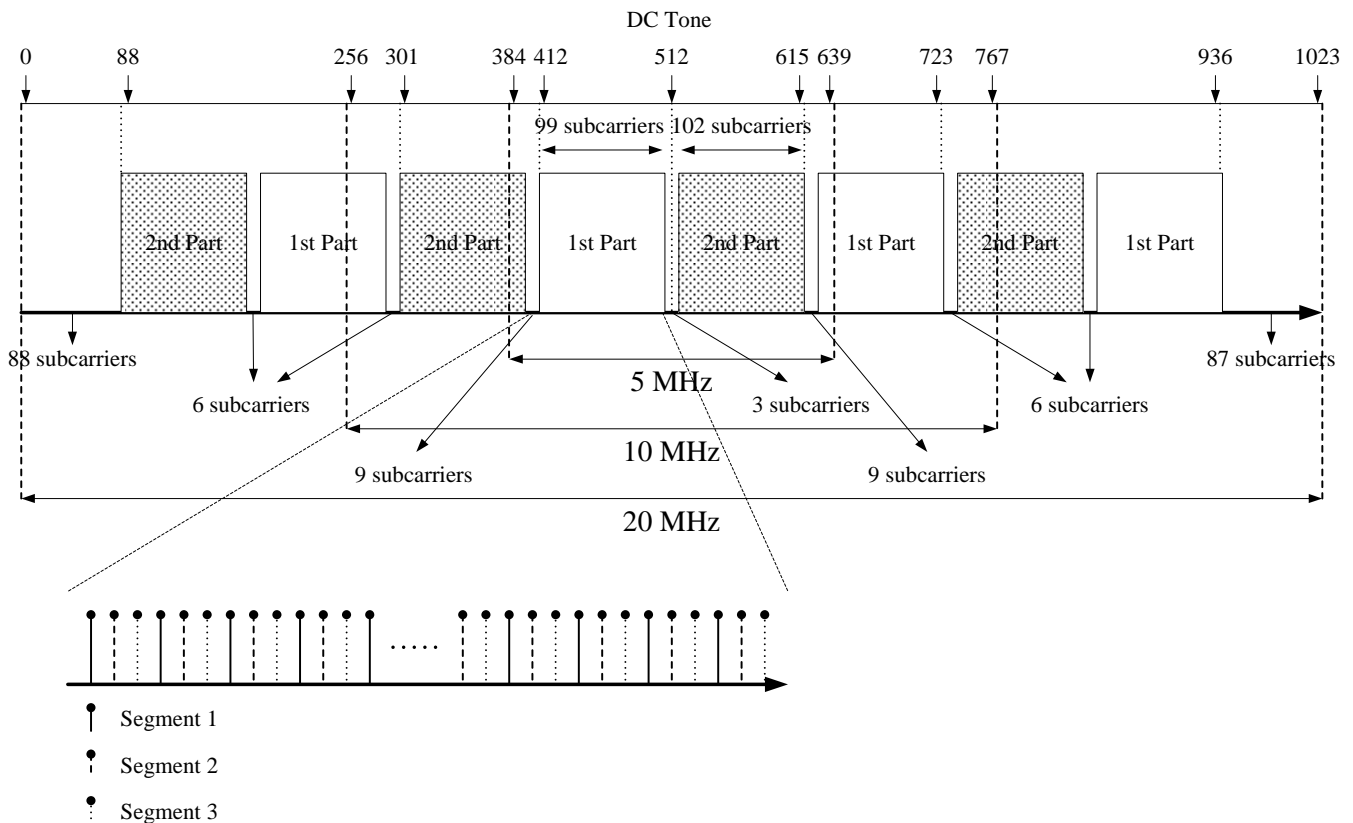 DC Tone
0 88 256 301 384 412 512 615 639 723 767 936 1023
99 subcarriers 102 subcarriers
2nd Part 1st Part 2nd Part 1st Part 2nd Part 1st Part 2nd Part 1st Part
88 subcarriers 87 subcarriers
5 MHz
6 subcarriers 3 subcarriers 6 subcarriers
10 MHz
9 subcarriers 9 subcarriers
20 MHz
.....
Segment 1
Segment 2
Segment 3